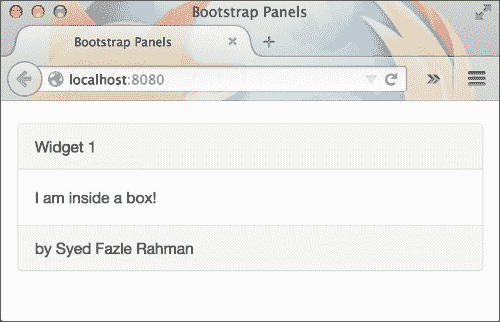 Bootstrap Panels
Bootstrap Panels
localhost:8080
Widget 1
I am inside a box!
by Syed Fazle Rahman